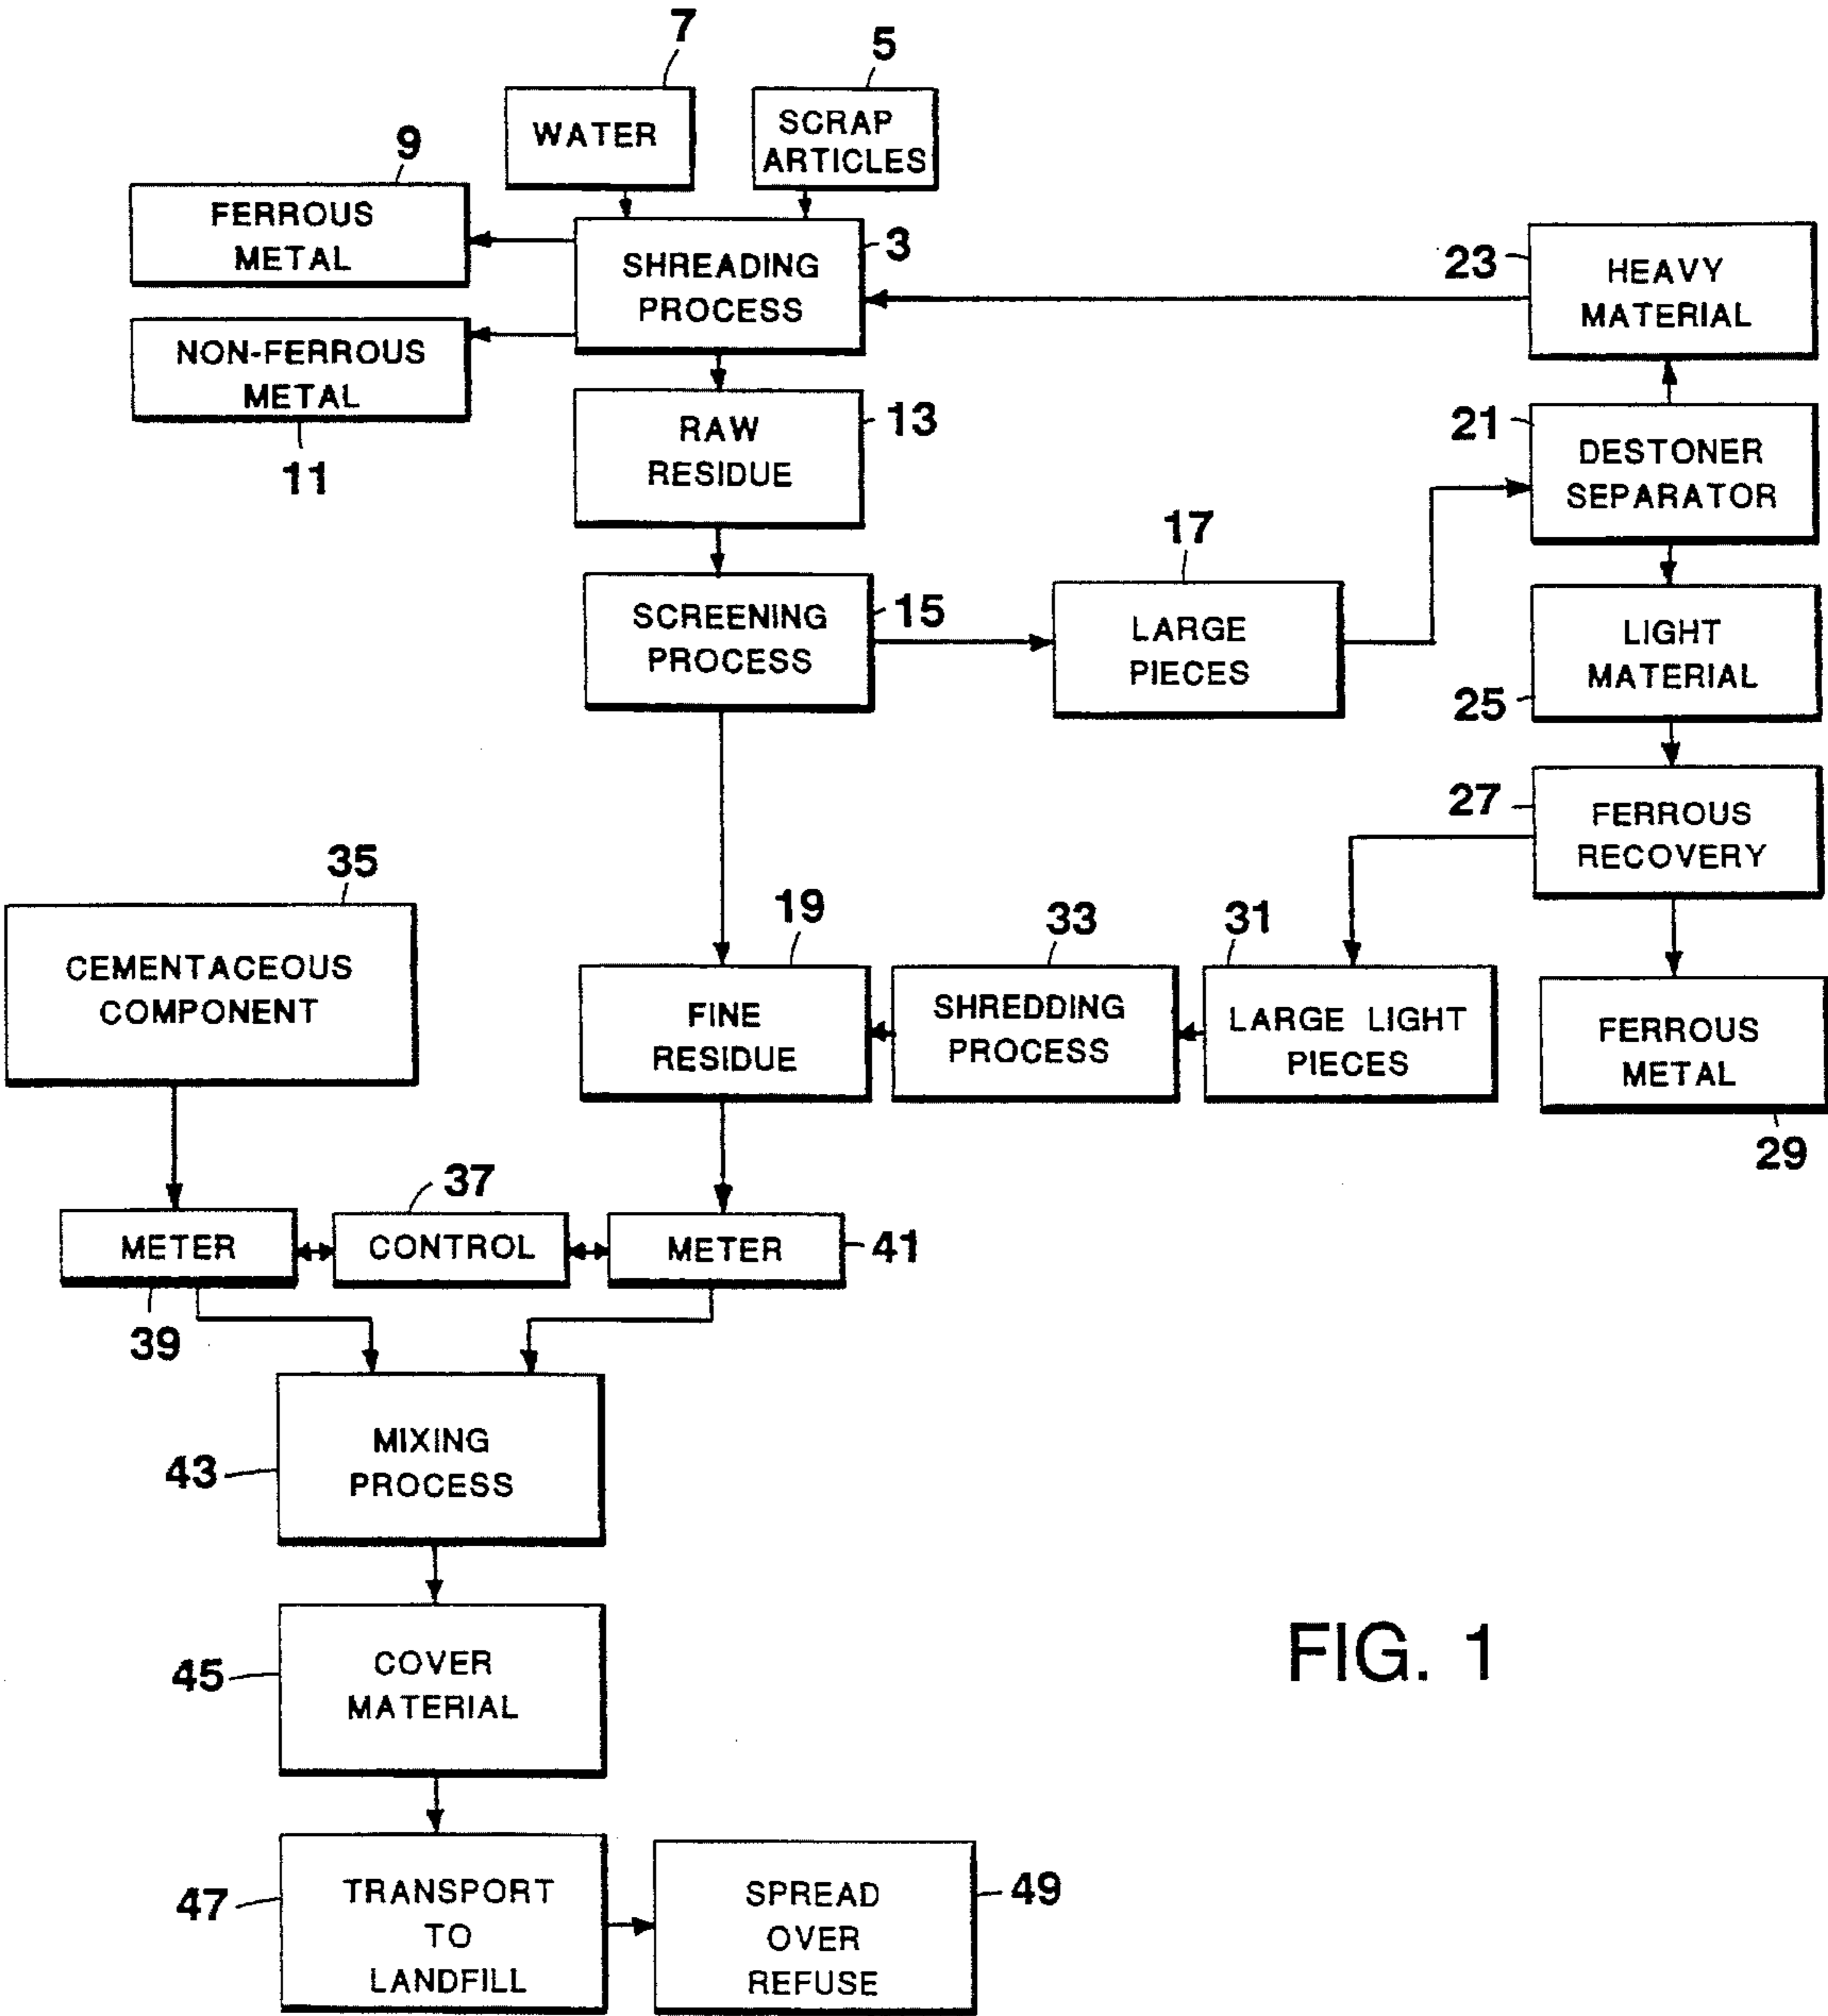 7
5
WATER
SCRAP
ARTICLES
9
FERROUS
METAL
3
SHREADING
PROCESS
23
HEAVY
MATERIAL
NON-FERROUS
METAL
11
RAW
RESIDUE
13
21
DESTONER
SEPARATOR
17
SCREENING
PROCESS
15
LARGE
PIECES
LIGHT
MATERIAL
25
27
FERROUS
RECOVERY
35
CEMENTACEOUS
COMPONENT
19
FINE
RESIDUE
33
SHREDDING
PROCESS
31
LARGE LIGHT
PIECES
FERROUS
METAL
29
37
METER
CONTROL
METER
41
39
MIXING
PROCESS
43
COVER
MATERIAL
45
FIG. 1
TRANSPORT
TO
LANDFILL
47
SPREAD
OVER
REFUSE
49